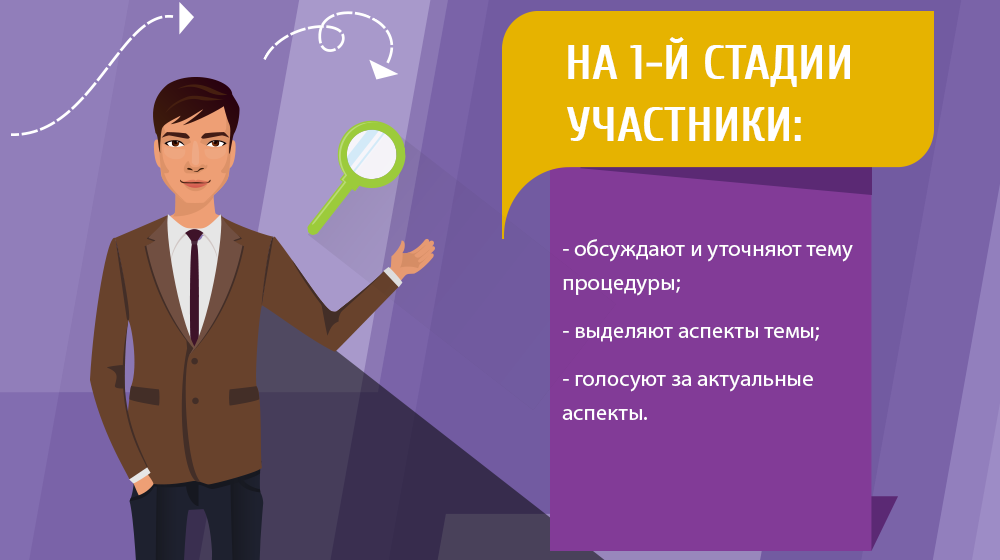 НА 1-Й СТАДИИ
УЧАСТНИКИ:
- обсуждают и уточняют тему
процедуры;
- выделяют аспекты темы;
- голосуют за актуальные
аспекты.